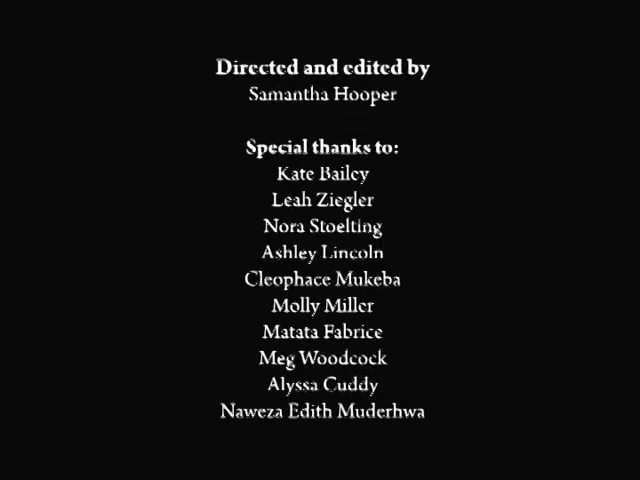 Directed and edited by
Samantha Hooper
Special thanks to:
Kate Bailey
Leah Ziegler
Nora Stoelting
Ashley Lincoln
Cleophace Mukeba
Molly Miller
Matata Fabrice
Meg Woodcock
Alyssa Cuddy
Naweza Edith Muderhwa